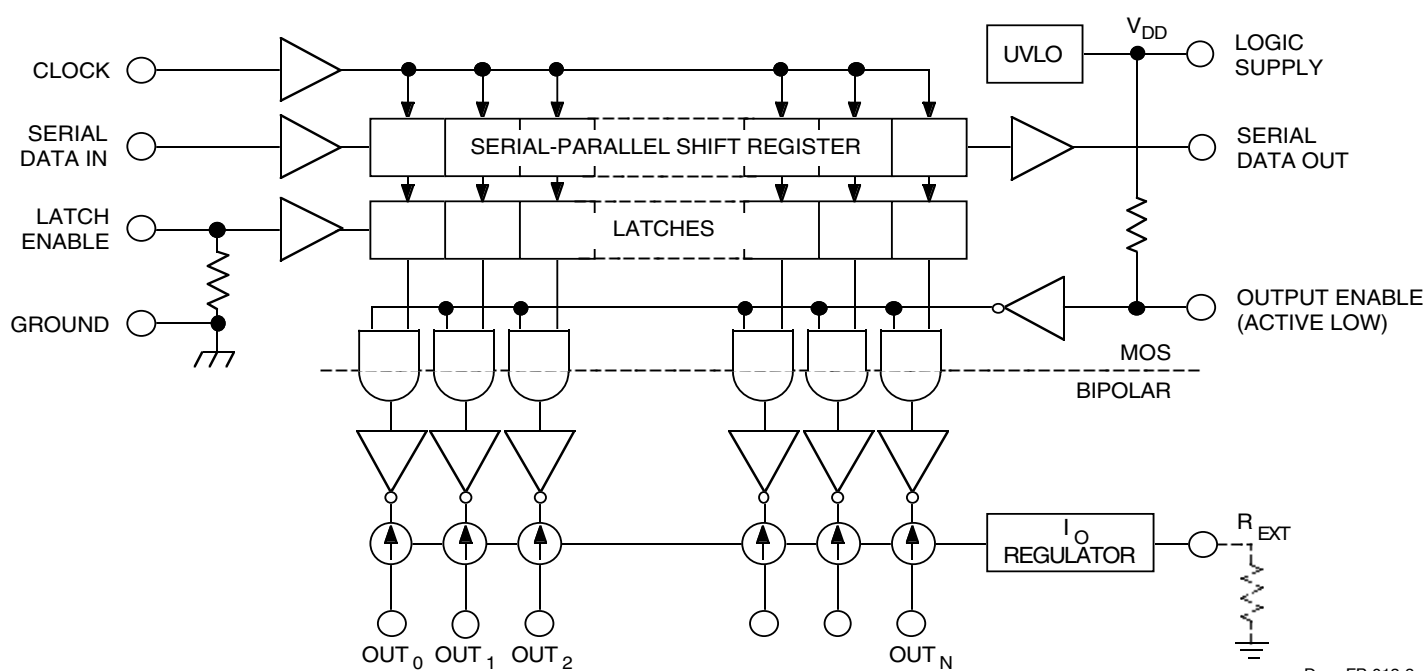 CLOCK
SERIAL
DATA IN
LATCH
ENABLE
GROUND
SERIAL-PARALLEL SHIFT REGISTER
LATCHES
UVLO
VDD
LOGIC
SUPPLY
SERIAL
DATA OUT
OUTPUT ENABLE
(ACTIVE LOW)
MOS
BIPOLAR
IO
REGULATOR
REXT
OUT0
OUT1
OUT2
OUTN